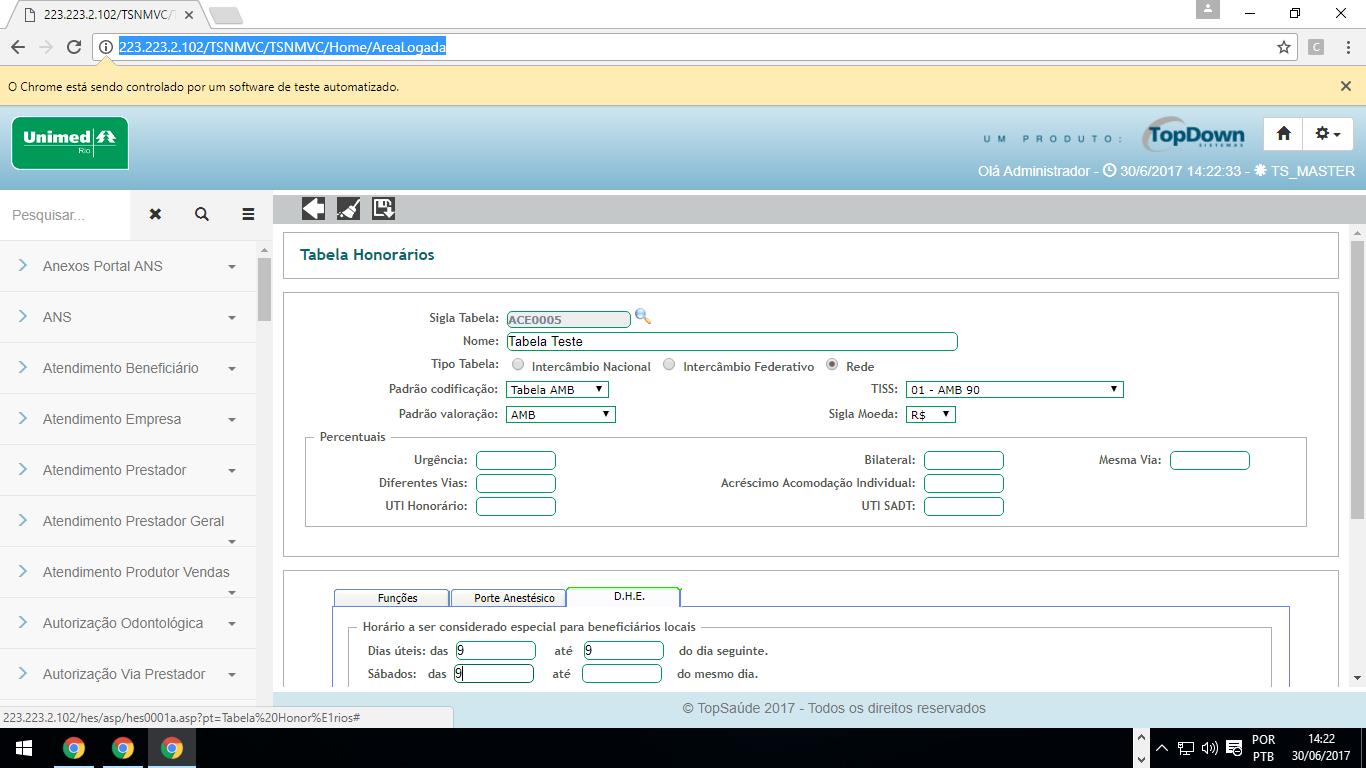 223.223.2.102/TSNMVC/T
223.223.2.102/TSNMVC/TSNMVC/Home/AreaLogada
C
O Chrome está sendo controlado por um software de teste automatizado.
Unimed
Rio
UM PRODUTO:
TopDown
SISTEMAS
Olá Administrador - 30/6/2017 14:22:33 - TS_MASTER
Pesquisar...
Anexos Portal ANS
ANS
Atendimento Beneficiário
Atendimento Empresa
Atendimento Prestador
Atendimento Prestador Geral
Atendimento Produtor Vendas
Autorização Odontológica
Autorização Via Prestador
Tabela Honorários
Sigla Tabela: ACE0005
Nome: Tabela Teste
Tipo Tabela: Intercâmbio Nacional Intercâmbio Federativo Rede
Padrão codificação: Tabela AMB TISS: 01 - AMB 90
Padrão valoração: AMB Sigla Moeda: R$
Percentuais
Urgência: Bilateral: Mesma Via:
Diferentes Vias: Acréscimo Acomodação Individual:
UTI Honorário: UTI SADT:
Funções Porte Anestésico D.H.E.
Horário a ser considerado especial para beneficiários locais
Dias úteis: das 9 até 9 do dia seguinte.
Sábados: das 9 até do mesmo dia.
223.223.2.102/hes/asp/hes0001a.asp?pt=Tabela%20Honor%E1rios#
© TopSaúde 2017 - Todos os direitos reservados
POR
PTB
14:22
30/06/2017